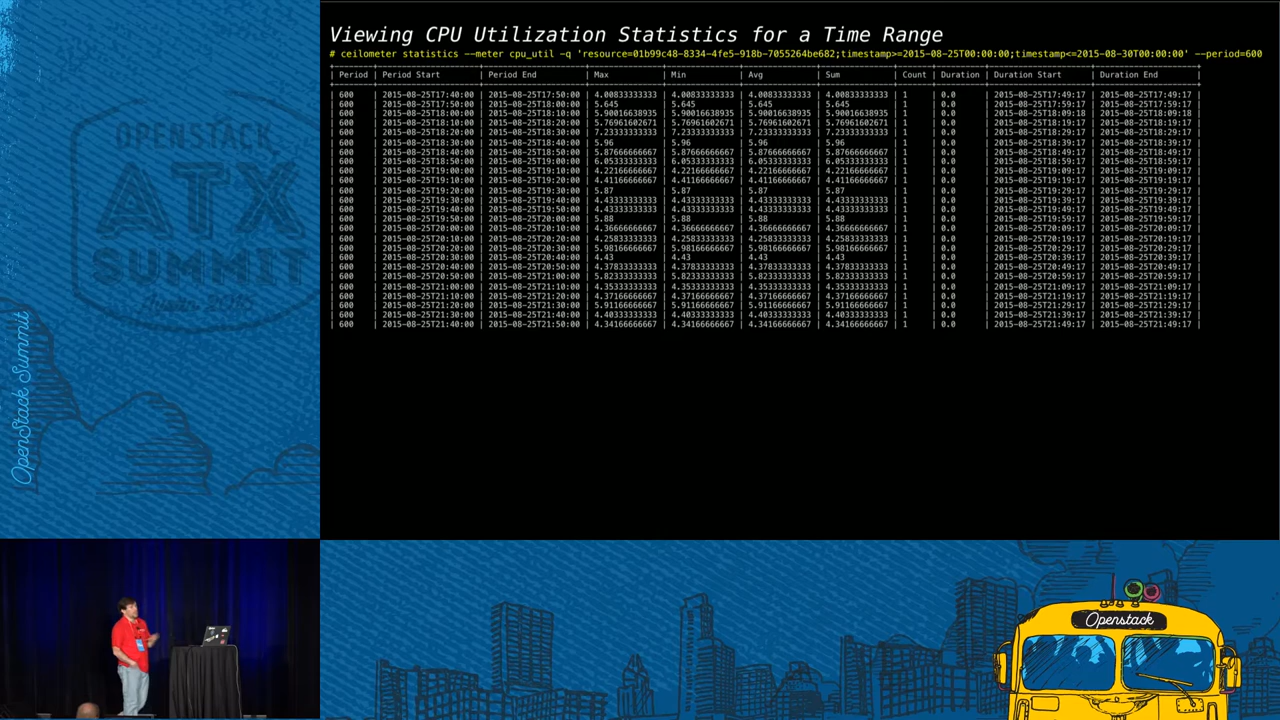 OPENSTACK
ATX
SUMMIT
OpenStack Summit
Viewing CPU Utilization Statistics for a Time Range
# ceilometer statistics --meter cpu_util -q 'resource=01b99c48-8334-4fe5-918b-7055264be682;timestamp>=2015-08-25T00:00:00;timestamp<=2015-08-30T00:00:00' --period=600
| Period | Period Start | Period End | Max | Min | Avg | Sum | Count | Duration | Duration Start | Duration End |
| 600 | 2015-08-25T17:40:00 | 2015-08-25T17:50:00 | 4.00833333333 | 4.00833333333 | 4.00833333333 | 4.00833333333 | 1 | 0.0 | 2015-08-25T17:49:17 | 2015-08-25T17:49:17 |
| 600 | 2015-08-25T17:50:00 | 2015-08-25T18:00:00 | 5.645 | 5.645 | 5.645 | 5.645 | 1 | 0.0 | 2015-08-25T17:59:17 | 2015-08-25T17:59:17 |
| 600 | 2015-08-25T18:00:00 | 2015-08-25T18:10:00 | 5.90016638935 | 5.90016638935 | 5.90016638935 | 5.90016638935 | 1 | 0.0 | 2015-08-25T18:09:18 | 2015-08-25T18:09:18 |
| 600 | 2015-08-25T18:10:00 | 2015-08-25T18:20:00 | 5.76961602671 | 5.76961602671 | 5.76961602671 | 5.76961602671 | 1 | 0.0 | 2015-08-25T18:19:17 | 2015-08-25T18:19:17 |
| 600 | 2015-08-25T18:20:00 | 2015-08-25T18:30:00 | 7.23333333333 | 7.23333333333 | 7.23333333333 | 7.23333333333 | 1 | 0.0 | 2015-08-25T18:29:17 | 2015-08-25T18:29:17 |
| 600 | 2015-08-25T18:30:00 | 2015-08-25T18:40:00 | 5.96 | 5.96 | 5.96 | 5.96 | 1 | 0.0 | 2015-08-25T18:39:17 | 2015-08-25T18:39:17 |
| 600 | 2015-08-25T18:40:00 | 2015-08-25T18:50:00 | 5.87666666667 | 5.87666666667 | 5.87666666667 | 5.87666666667 | 1 | 0.0 | 2015-08-25T18:49:17 | 2015-08-25T18:49:17 |
| 600 | 2015-08-25T18:50:00 | 2015-08-25T19:00:00 | 6.05333333333 | 6.05333333333 | 6.05333333333 | 6.05333333333 | 1 | 0.0 | 2015-08-25T18:59:17 | 2015-08-25T18:59:17 |
| 600 | 2015-08-25T19:00:00 | 2015-08-25T19:10:00 | 4.22166666667 | 4.22166666667 | 4.22166666667 | 4.22166666667 | 1 | 0.0 | 2015-08-25T19:09:17 | 2015-08-25T19:09:17 |
| 600 | 2015-08-25T19:10:00 | 2015-08-25T19:20:00 | 4.41166666667 | 4.41166666667 | 4.41166666667 | 4.41166666667 | 1 | 0.0 | 2015-08-25T19:19:17 | 2015-08-25T19:19:17 |
| 600 | 2015-08-25T19:20:00 | 2015-08-25T19:30:00 | 5.87 | 5.87 | 5.87 | 5.87 | 1 | 0.0 | 2015-08-25T19:29:17 | 2015-08-25T19:29:17 |
| 600 | 2015-08-25T19:30:00 | 2015-08-25T19:40:00 | 4.43333333333 | 4.43333333333 | 4.43333333333 | 4.43333333333 | 1 | 0.0 | 2015-08-25T19:39:17 | 2015-08-25T19:39:17 |
| 600 | 2015-08-25T19:40:00 | 2015-08-25T19:50:00 | 4.43333333333 | 4.43333333333 | 4.43333333333 | 4.43333333333 | 1 | 0.0 | 2015-08-25T19:49:17 | 2015-08-25T19:49:17 |
| 600 | 2015-08-25T19:50:00 | 2015-08-25T20:00:00 | 5.88 | 5.88 | 5.88 | 5.88 | 1 | 0.0 | 2015-08-25T19:59:17 | 2015-08-25T19:59:17 |
| 600 | 2015-08-25T20:00:00 | 2015-08-25T20:10:00 | 4.36666666667 | 4.36666666667 | 4.36666666667 | 4.36666666667 | 1 | 0.0 | 2015-08-25T20:09:17 | 2015-08-25T20:09:17 |
| 600 | 2015-08-25T20:10:00 | 2015-08-25T20:20:00 | 4.25833333333 | 4.25833333333 | 4.25833333333 | 4.25833333333 | 1 | 0.0 | 2015-08-25T20:19:17 | 2015-08-25T20:19:17 |
| 600 | 2015-08-25T20:20:00 | 2015-08-25T20:30:00 | 5.98166666667 | 5.98166666667 | 5.98166666667 | 5.98166666667 | 1 | 0.0 | 2015-08-25T20:29:17 | 2015-08-25T20:29:17 |
| 600 | 2015-08-25T20:30:00 | 2015-08-25T20:40:00 | 4.43 | 4.43 | 4.43 | 4.43 | 1 | 0.0 | 2015-08-25T20:39:17 | 2015-08-25T20:39:17 |
| 600 | 2015-08-25T20:40:00 | 2015-08-25T20:50:00 | 4.37833333333 | 4.37833333333 | 4.37833333333 | 4.37833333333 | 1 | 0.0 | 2015-08-25T20:49:17 | 2015-08-25T20:49:17 |
| 600 | 2015-08-25T20:50:00 | 2015-08-25T21:00:00 | 5.82333333333 | 5.82333333333 | 5.82333333333 | 5.82333333333 | 1 | 0.0 | 2015-08-25T20:59:17 | 2015-08-25T20:59:17 |
| 600 | 2015-08-25T21:00:00 | 2015-08-25T21:10:00 | 4.35333333333 | 4.35333333333 | 4.35333333333 | 4.35333333333 | 1 | 0.0 | 2015-08-25T21:09:17 | 2015-08-25T21:09:17 |
| 600 | 2015-08-25T21:10:00 | 2015-08-25T21:20:00 | 4.37166666667 | 4.37166666667 | 4.37166666667 | 4.37166666667 | 1 | 0.0 | 2015-08-25T21:19:17 | 2015-08-25T21:19:17 |
| 600 | 2015-08-25T21:20:00 | 2015-08-25T21:30:00 | 5.91166666667 | 5.91166666667 | 5.91166666667 | 5.91166666667 | 1 | 0.0 | 2015-08-25T21:29:17 | 2015-08-25T21:29:17 |
| 600 | 2015-08-25T21:30:00 | 2015-08-25T21:40:00 | 4.40333333333 | 4.40333333333 | 4.40333333333 | 4.40333333333 | 1 | 0.0 | 2015-08-25T21:39:17 | 2015-08-25T21:39:17 |
| 600 | 2015-08-25T21:40:00 | 2015-08-25T21:50:00 | 4.34166666667 | 4.34166666667 | 4.34166666667 | 4.34166666667 | 1 | 0.0 | 2015-08-25T21:49:17 | 2015-08-25T21:49:17 |
Openstack